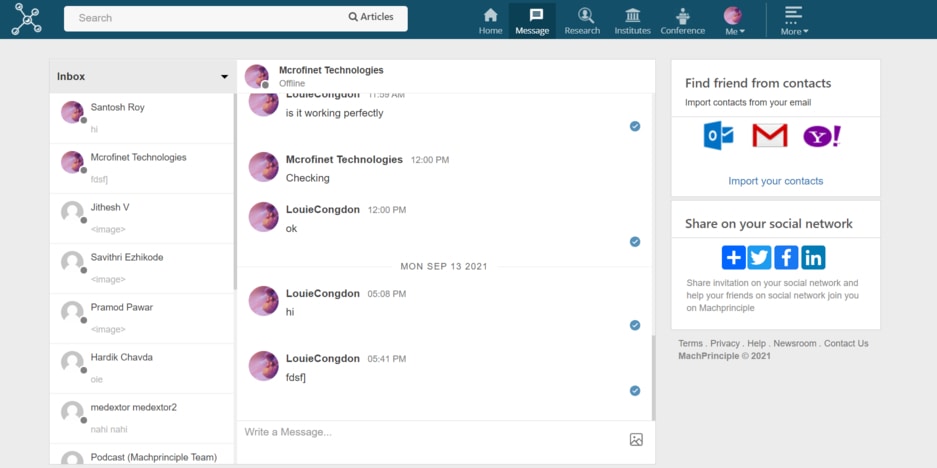 Search
Articles
Home
Message
Research
Institutes
Conference
Me
More
Inbox
Santosh Roy
hi
Mcrofinet Technologies
fdsf]
Jithesh V
<image>
Savithri Ezhikode
<image>
Pramod Pawar
<image>
Hardik Chavda
oie
medextor medextor2
nahi nahi
Podcast (Machprinciple Team)
Mcrofinet Technologies
Offline
LouieCongdon 11:59 AM
is it working perfectly
Mcrofinet Technologies 12:00 PM
Checking
LouieCongdon 12:00 PM
ok
MON SEP 13 2021
LouieCongdon 05:08 PM
hi
LouieCongdon 05:41 PM
fdsf]
Write a Message...
Find friend from contacts
Import contacts from your email
Import your contacts
Share on your social network
Share invitation on your social network and
help your friends on social network join you
on Machprinciple
Terms . Privacy . Help . Newsroom . Contact Us
MachPrinciple © 2021